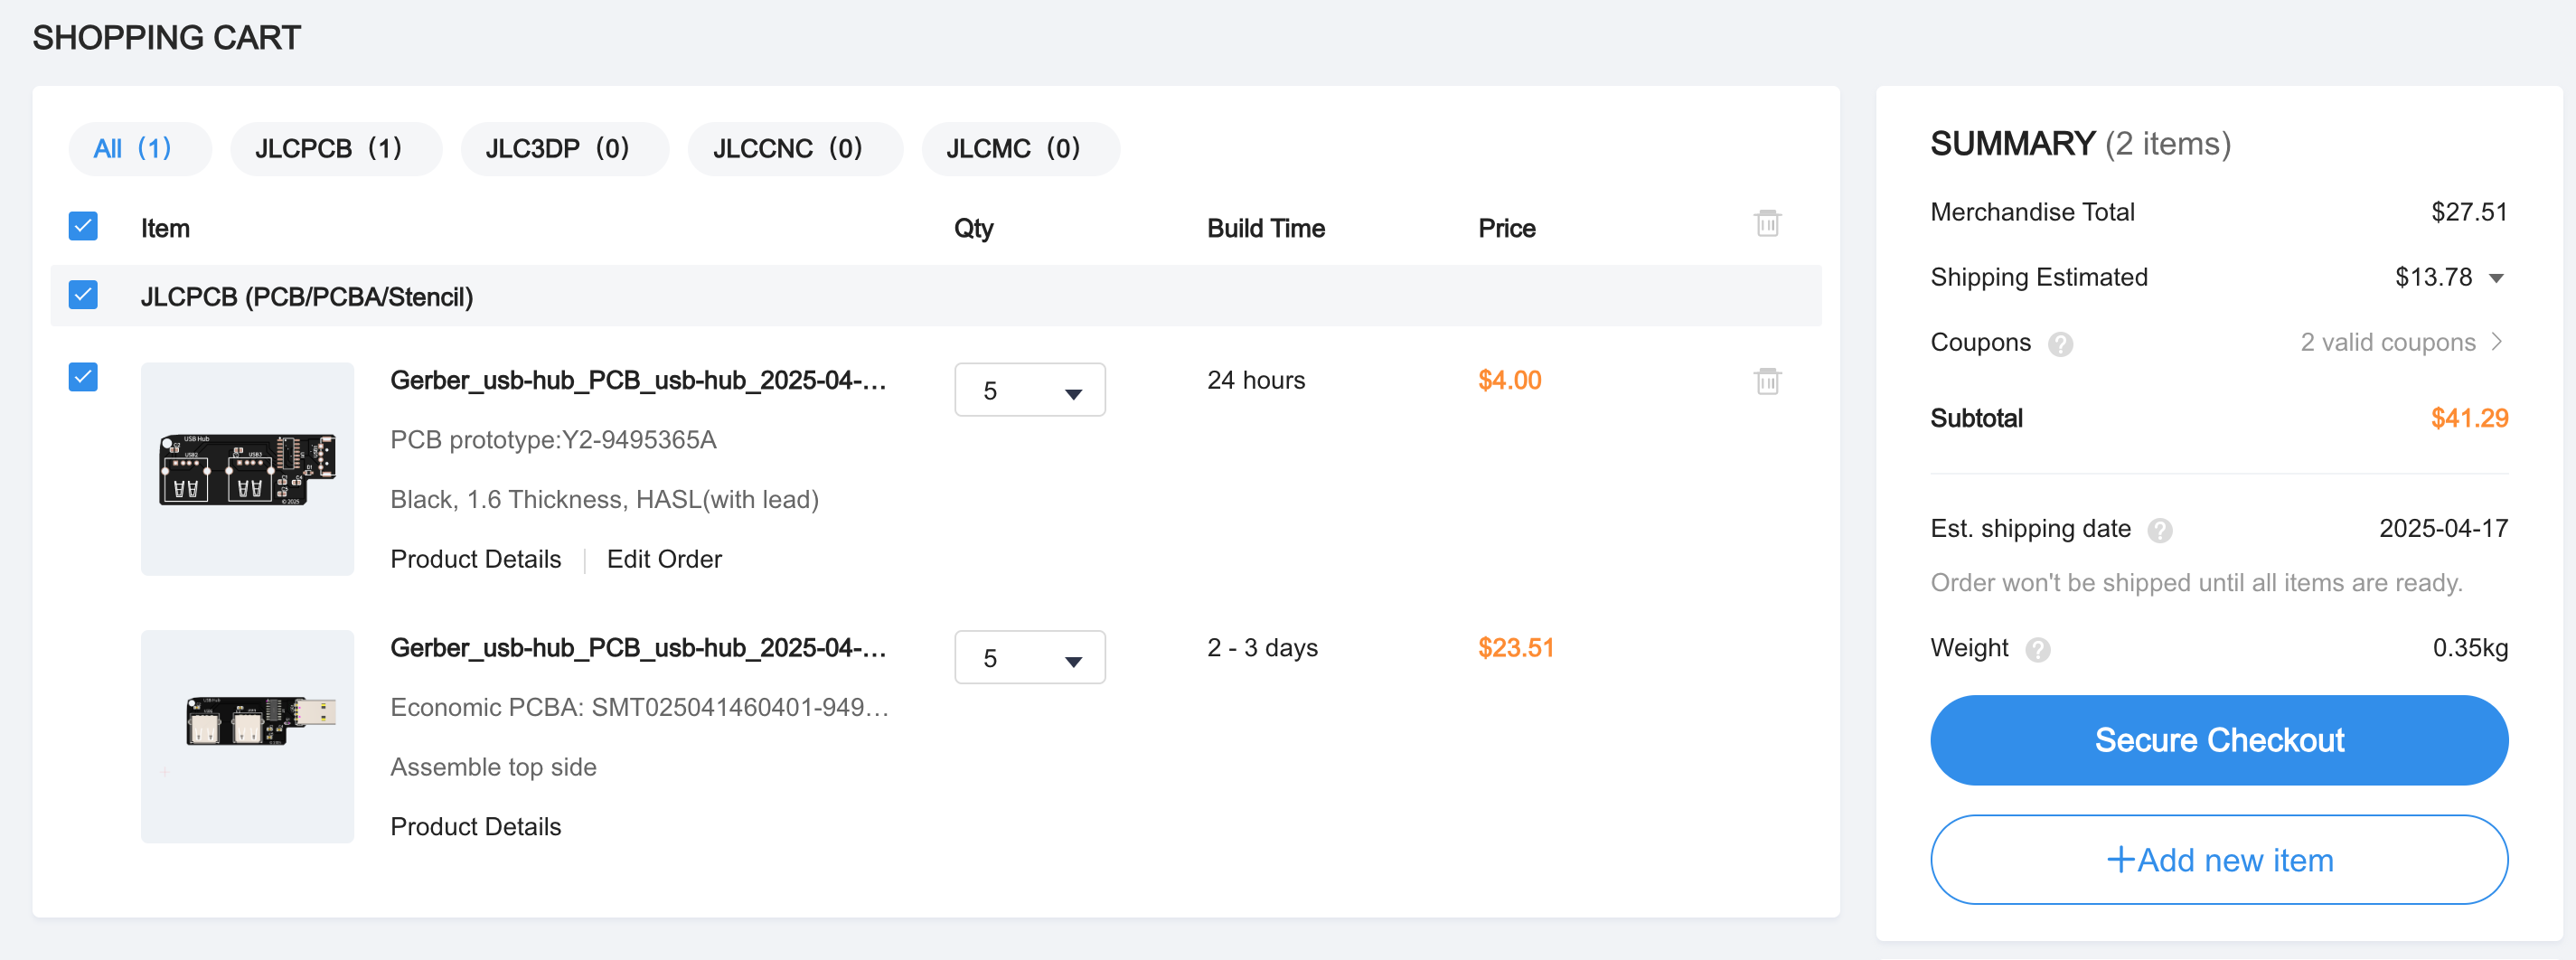 SHOPPING CART
All (1) JLCPCB (1) JLC3DP (0) JLCCNC (0) JLCMC (0)
Item Qty Build Time Price
JLCPCB (PCB/PCBA/Stencil)
Gerber_usb-hub_PCB_usb-hub_2025-04-... 5 24 hours $4.00
PCB prototype:Y2-9495365A
Black, 1.6 Thickness, HASL(with lead)
Product Details Edit Order
USB Hub
USB2 USB3
© 2025
Gerber_usb-hub_PCB_usb-hub_2025-04-... 5 2 - 3 days $23.51
Economic PCBA: SMT025041460401-949...
Assemble top side
Product Details
SUMMARY (2 items)
Merchandise Total $27.51
Shipping Estimated $13.78
Coupons ? 2 valid coupons >
Subtotal $41.29
Est. shipping date ? 2025-04-17
Order won't be shipped until all items are ready.
Weight ? 0.35kg
Secure Checkout
+Add new item